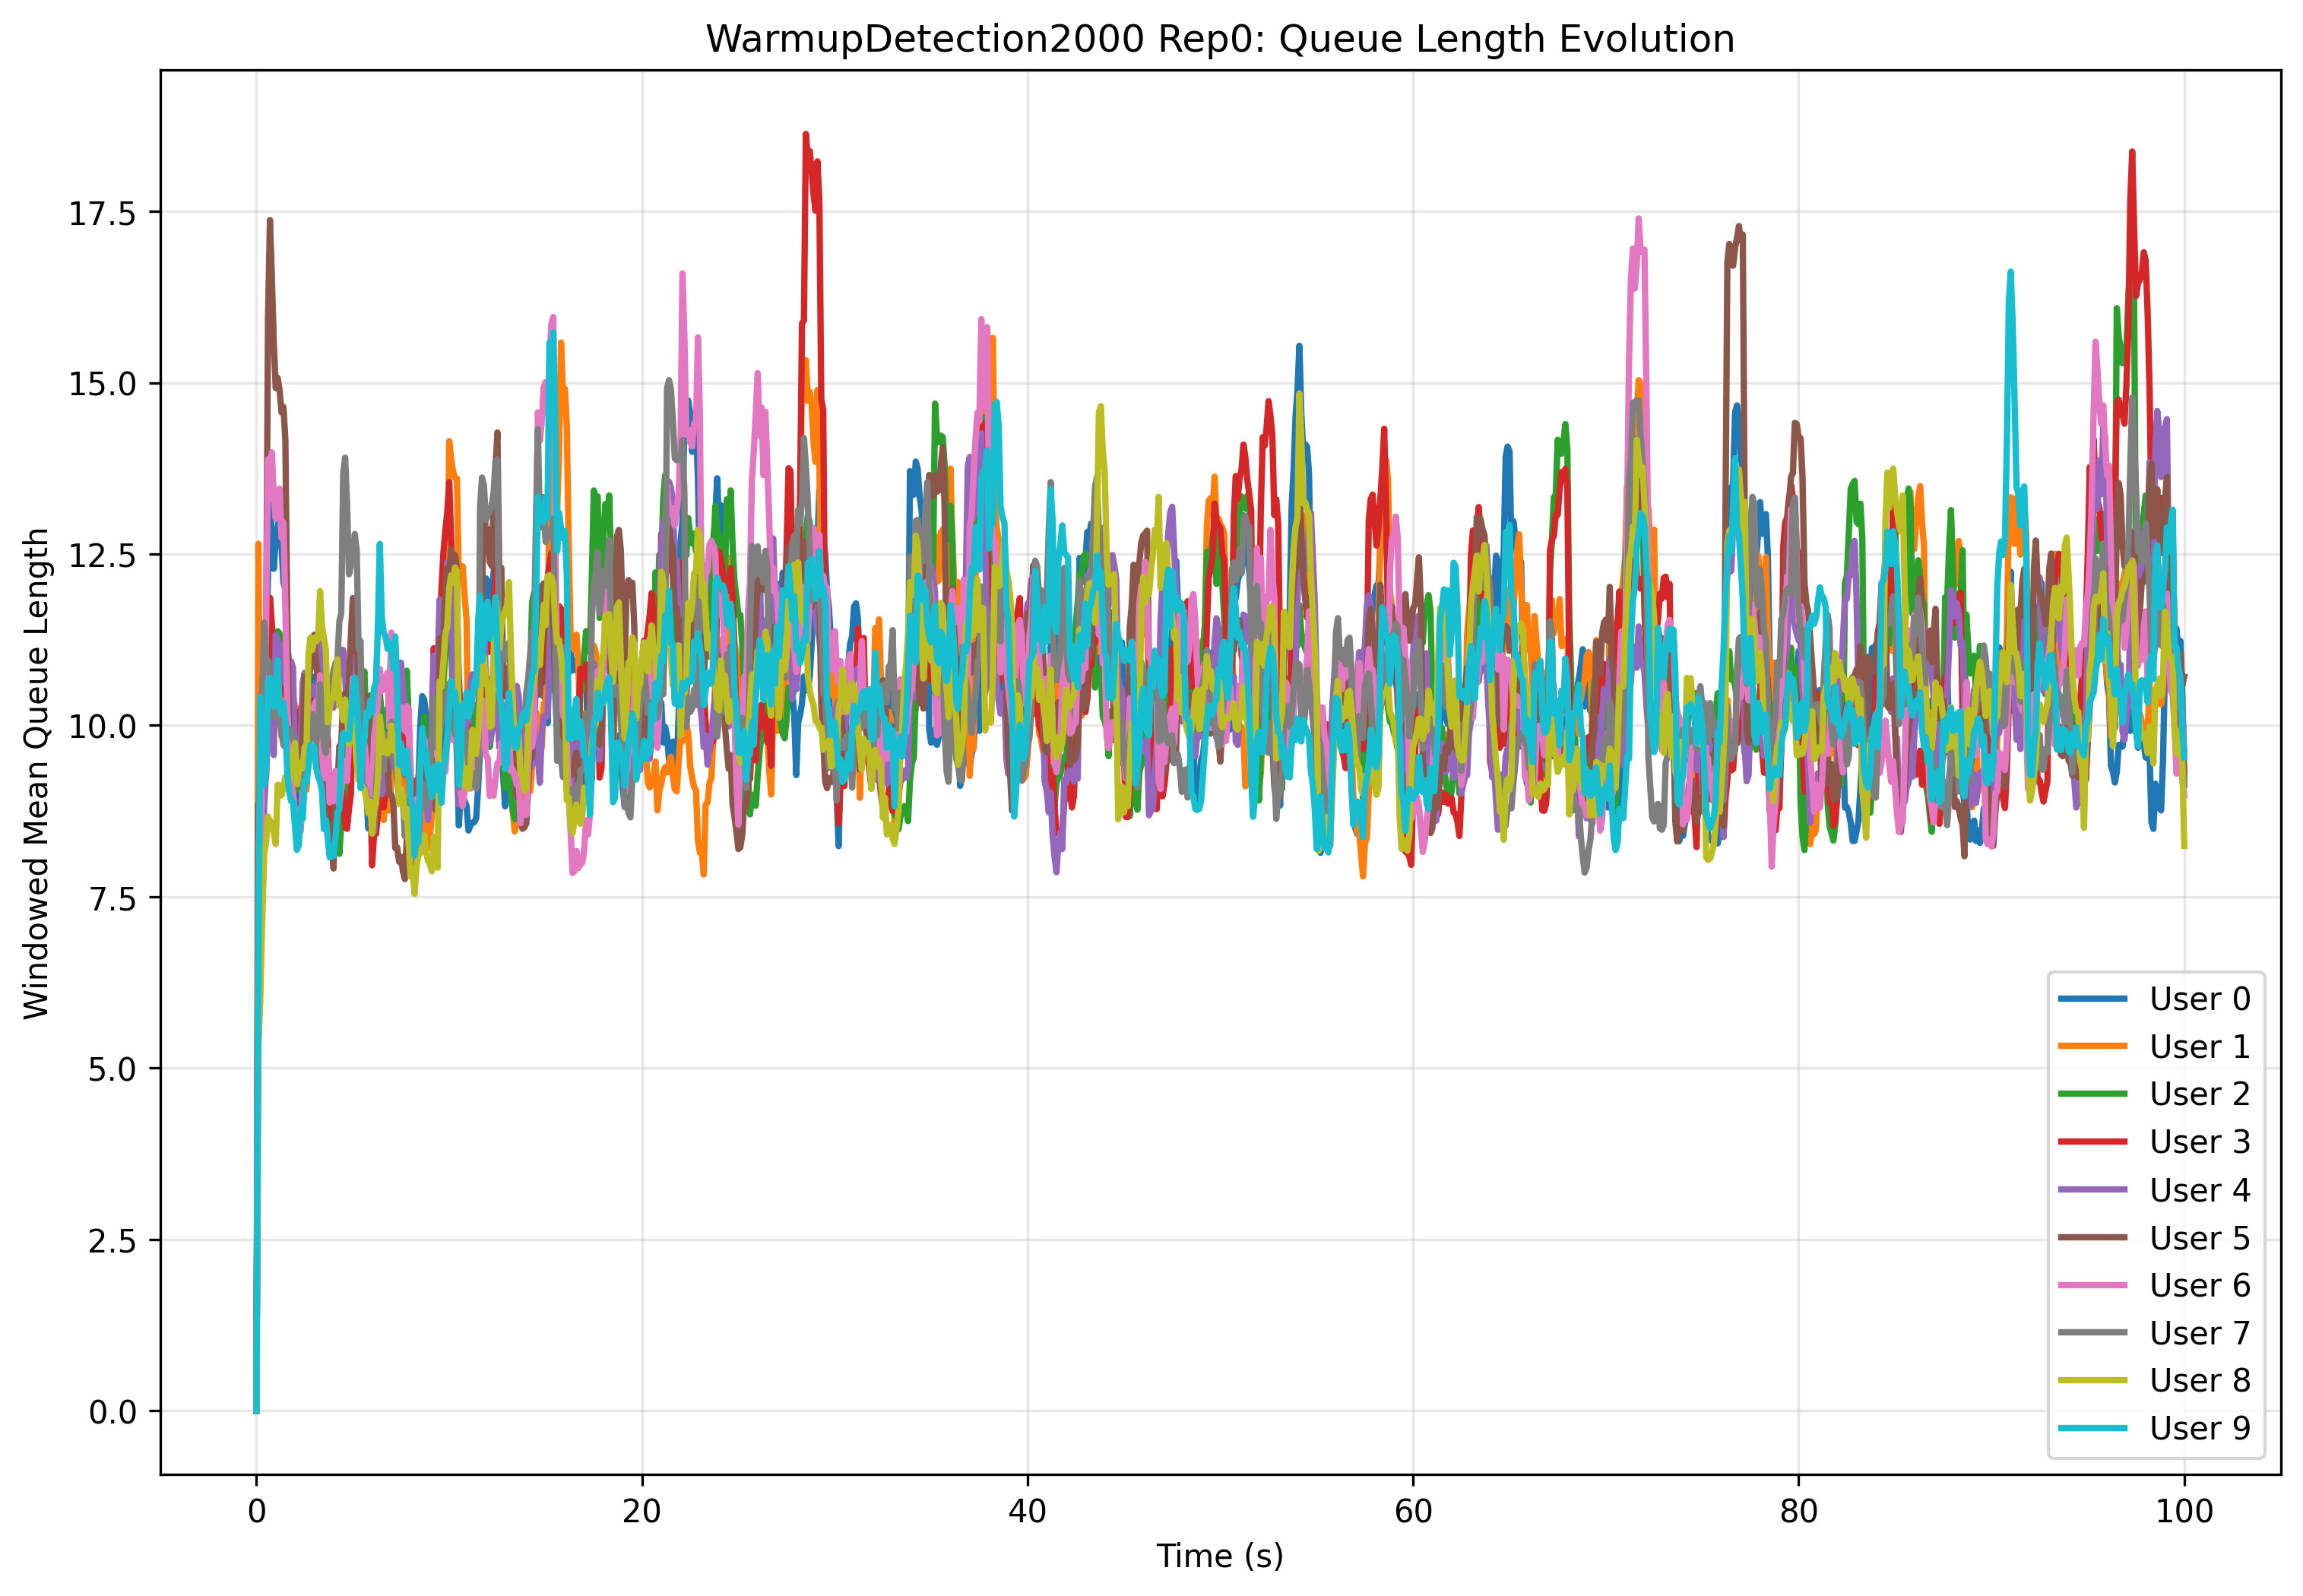 WarmupDetection2000 Rep0: Queue Length Evolution
Windowed Mean Queue Length
17.5
15.0
12.5
10.0
7.5
5.0
2.5
0.0
User 0
User 1
User 2
User 3
User 4
User 5
User 6
User 7
User 8
User 9
0
20
40
60
80
100
Time (s)